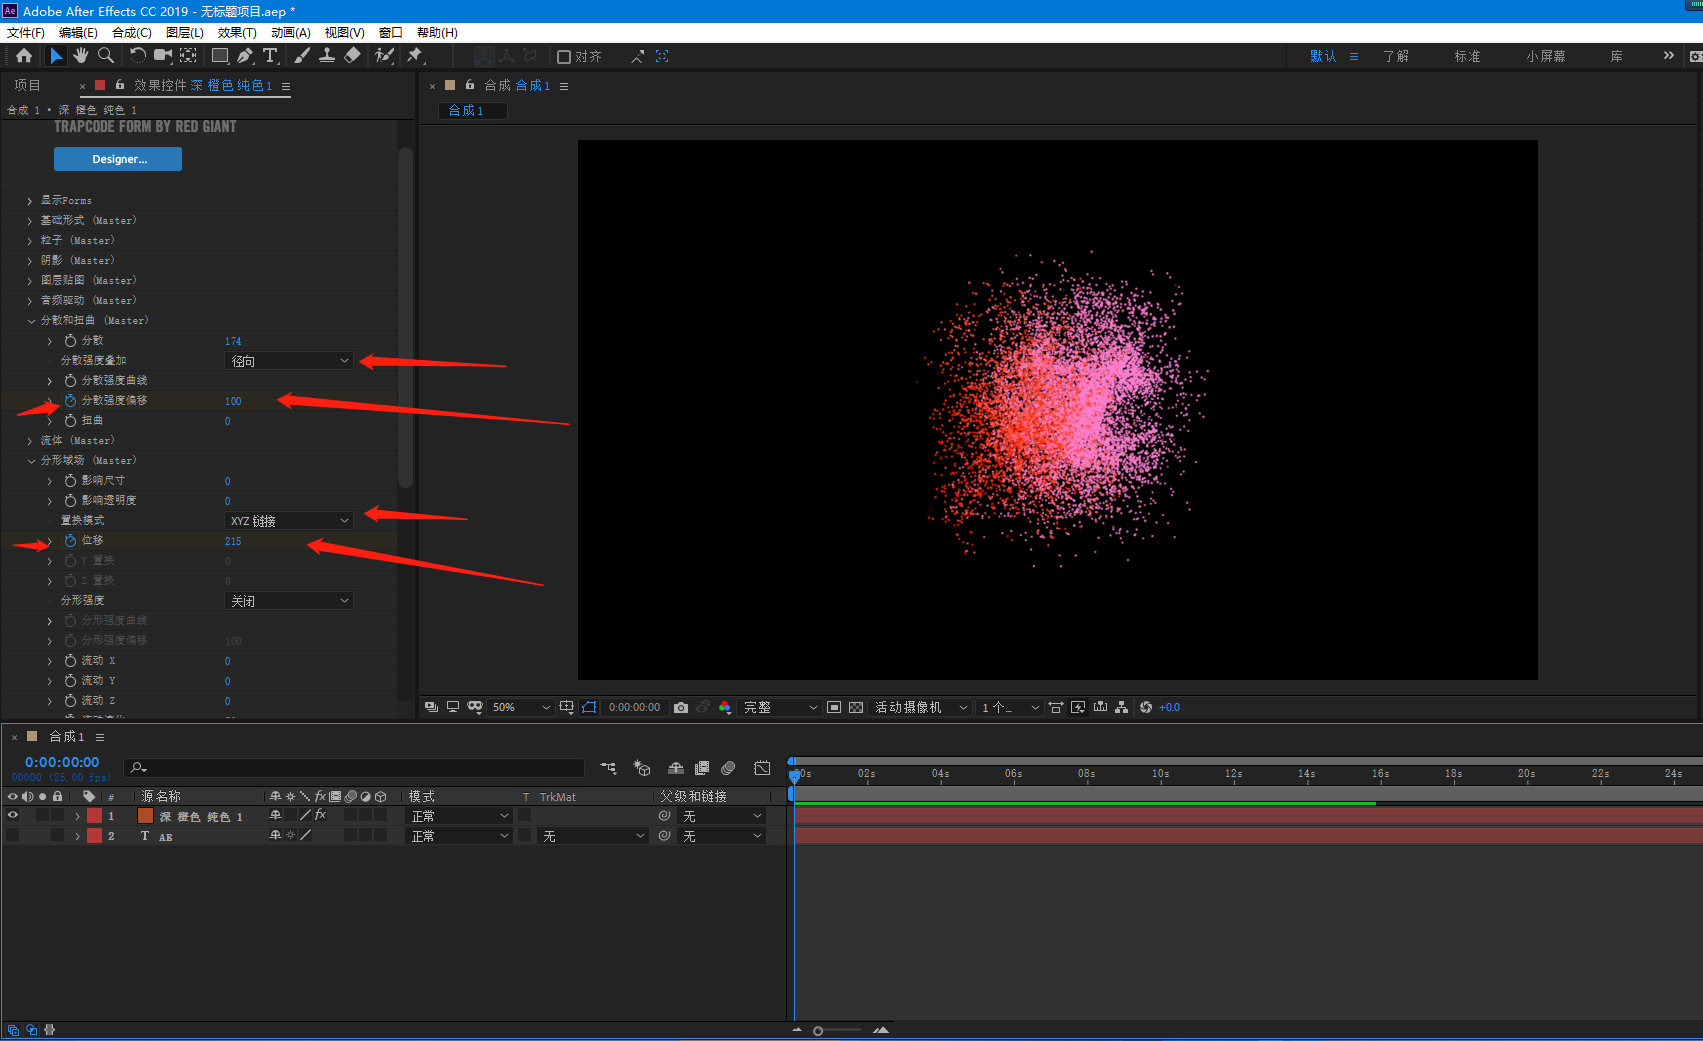 Ae Adobe After Effects CC 2019 - 无标题项目.aep *
文件(F) 编辑(E) 合成(C) 图层(L) 效果(T) 动画(A) 视图(V) 窗口 帮助(H)
对齐 默认 了解 标准 小屏幕 库
项目 × 效果控件 深 橙色 纯色 1
合成 1 • 深 橙色 纯色 1
TRAPCODE FORM BY RED GIANT
Designer...
显示Forms
基础形式 (Master)
粒子 (Master)
阴影 (Master)
图层贴图 (Master)
音频驱动 (Master)
分散和扭曲 (Master)
分散 174
分散强度叠加 径向
分散强度曲线
分散强度偏移 100
扭曲 0
流体 (Master)
分形域场 (Master)
影响尺寸 0
影响透明度 0
置换模式 XYZ 链接
位移 215
Y 置换 0
Z 置换 0
分形强度 关闭
分形强度曲线
分形强度偏移 100
流动 X 0
流动 Y 0
流动 Z 0
× 合成 合成 1
合成 1
50% 0:00:00:00 完整 活动摄像机 1 个... +0.0
× 合成 1
0:00:00:00
00000 (25.00 fps)
00s 02s 04s 06s 08s 10s 12s 14s 16s 18s 20s 22s 24s
# 源名称 fx 模式 T TrkMat 父级和链接
1 深 橙色 纯色 1 fx 正常 无
2 T AE 正常 无 无